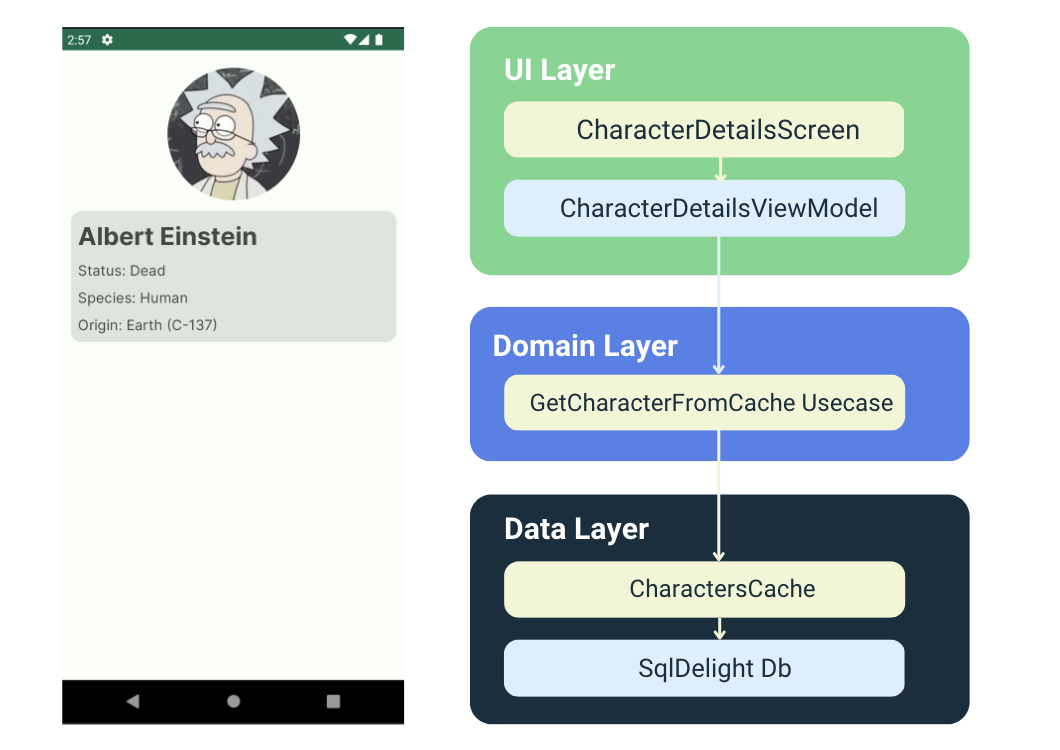 2:57
Albert Einstein
Status: Dead
Species: Human
Origin: Earth (C-137)
UI Layer
CharacterDetailsScreen
CharacterDetailsViewModel
Domain Layer
GetCharacterFromCache Usecase
Data Layer
CharactersCache
SqlDelight Db